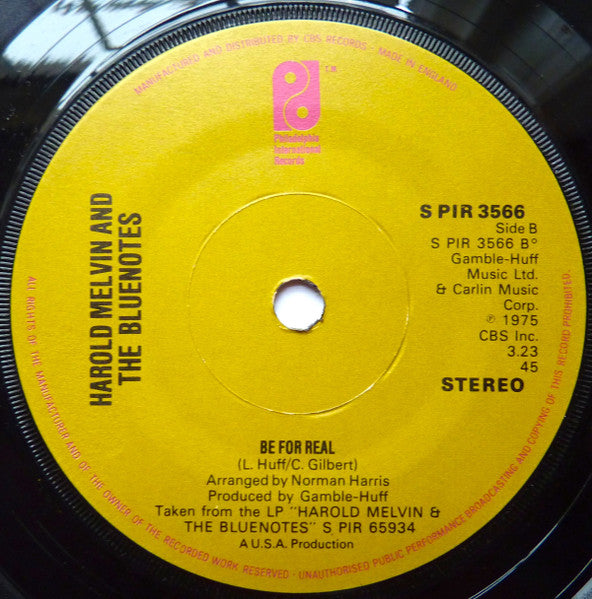 MANUFACTURED AND DISTRIBUTED BY CBS RECORDS · MADE IN ENGLAND
T.M.
Philadelphia
International
Records
HAROLD MELVIN AND
THE BLUENOTES
S PIR 3566
Side B
S PIR 3566 B°
Gamble-Huff
Music Ltd.
& Carlin Music
Corp.
℗ 1975
CBS Inc.
3.23
45
STEREO
BE FOR REAL
(L. Huff/C. Gilbert)
Arranged by Norman Harris
Produced by Gamble-Huff
Taken from the LP "HAROLD MELVIN &
THE BLUENOTES" S PIR 65934
A U.S.A. Production
ALL RIGHTS OF THE MANUFACTURER AND OF THE OWNER OF THE RECORDED WORK RESERVED · UNAUTHORISED PUBLIC PERFORMANCE BROADCASTING AND COPYING OF THIS RECORD PROHIBITED